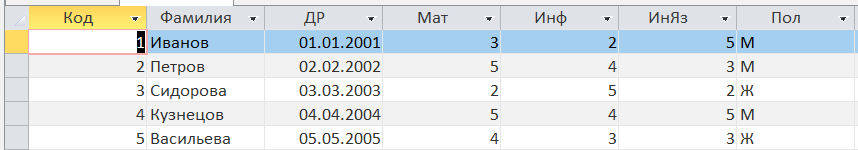 Код Фамилия ДР Мат Инф ИнЯз Пол
1 Иванов 01.01.2001 3 2 5 М
2 Петров 02.02.2002 5 4 3 М
3 Сидорова 03.03.2003 2 5 2 Ж
4 Кузнецов 04.04.2004 5 4 5 М
5 Васильева 05.05.2005 4 3 3 Ж